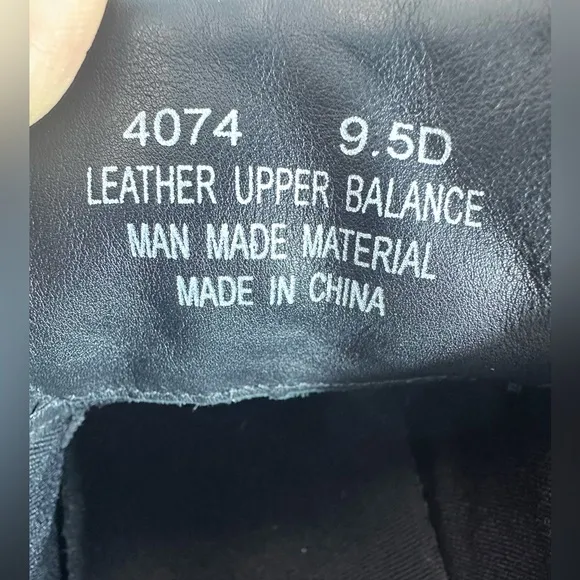 4074 9.5D
LEATHER UPPER BALANCE
MAN MADE MATERIAL
MADE IN CHINA